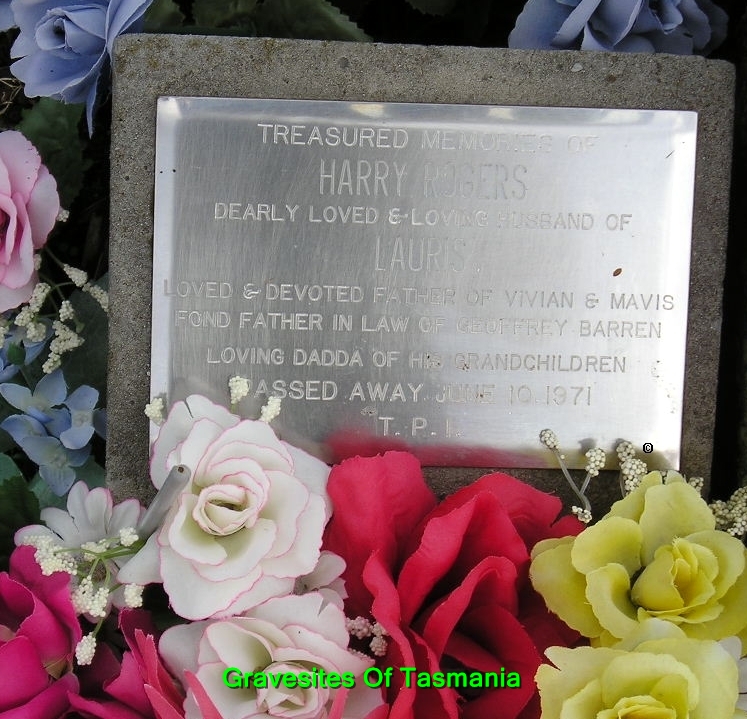 TREASURED MEMORIES OF
HARRY ROGERS
DEARLY LOVED & LOVING HUSBAND OF
LAURIS
LOVED & DEVOTED FATHER OF VIVIAN & MAVIS
FOND FATHER IN LAW OF GEOFFREY BARREN
LOVING DADDA OF HIS GRANDCHILDREN
ASSED AWAY JUNE 10.1971
T. P. I.
©
Gravesites Of Tasmania